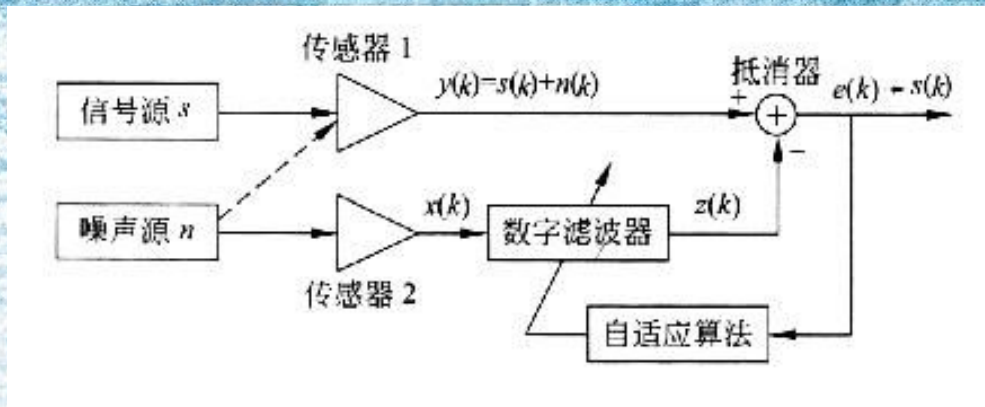 传感器 1
y(k)=s(k)+n(k)
抵消器
e(k) - s(k)
信号源 s
+
+
−
噪声源 n
x(k)
数字滤波器
z(k)
传感器 2
自适应算法